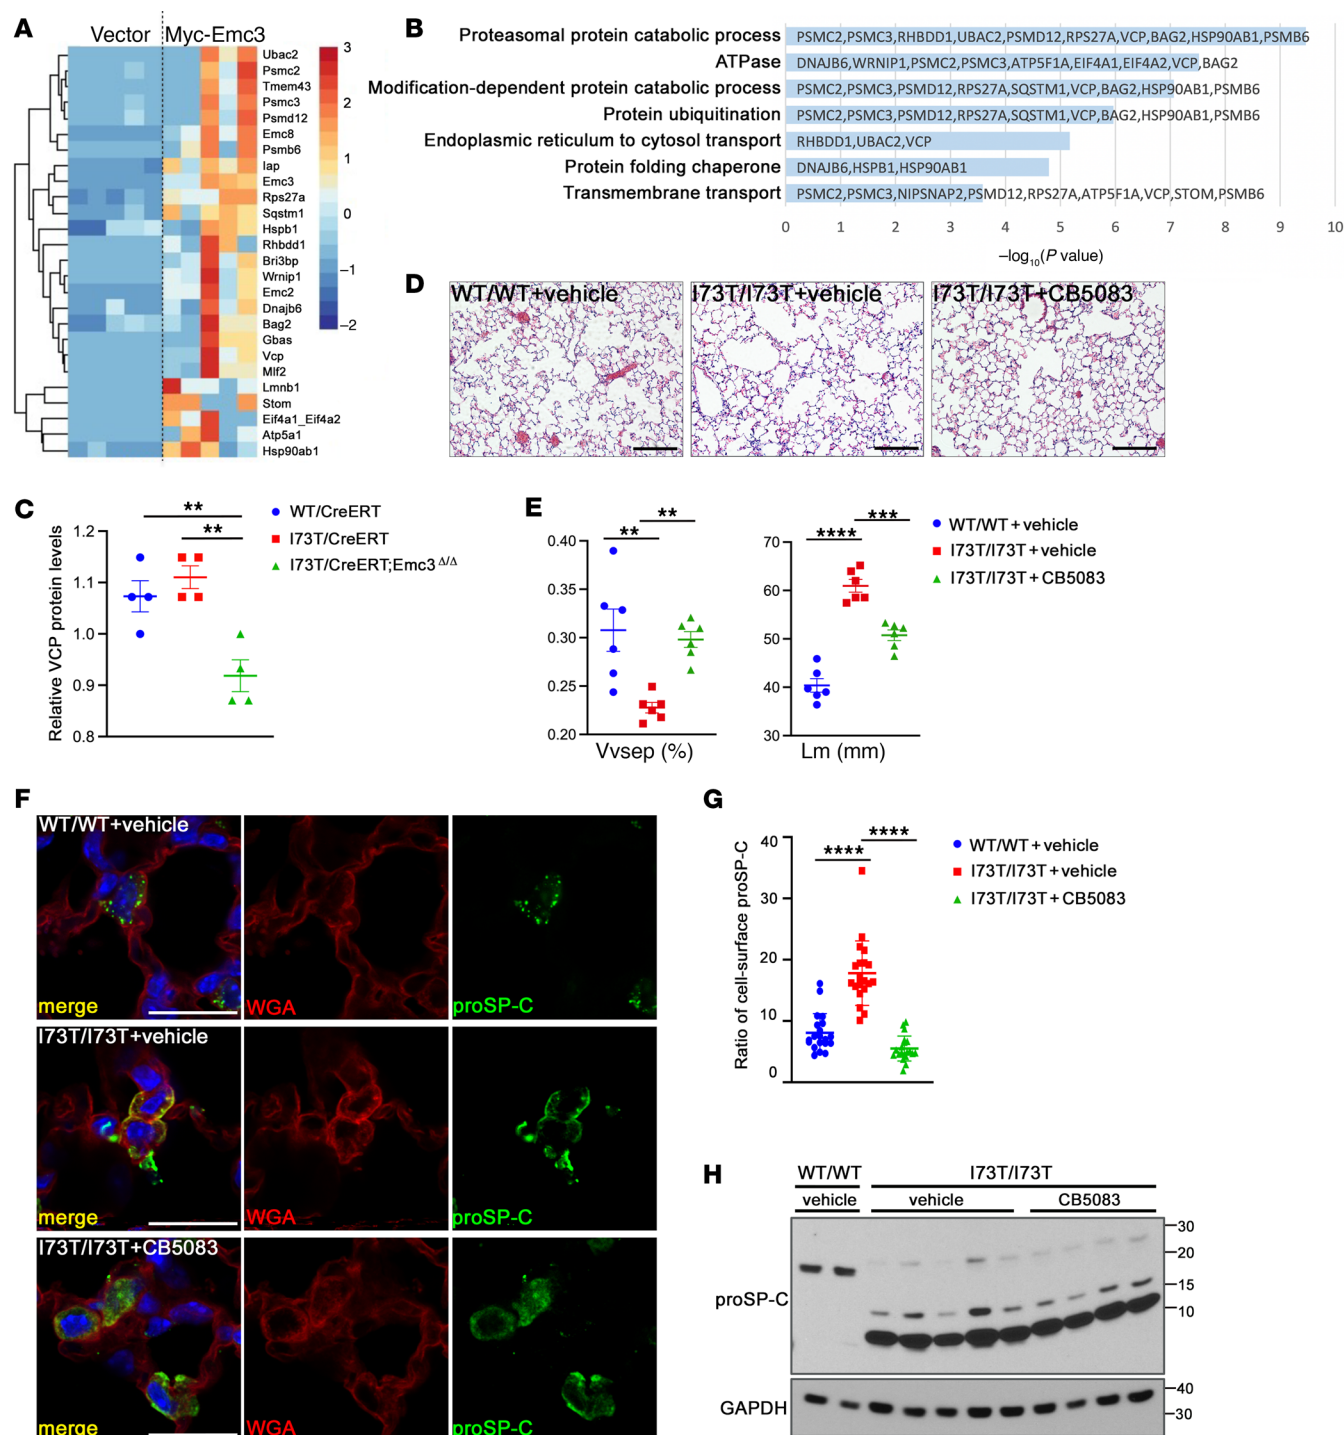 A
Vector
Myc-Emc3
Ubac2
Psmc2
Tmem43
Psmc3
Psmd12
Emc8
Psmb6
Iap
Emc3
Rps27a
Sqstm1
Hspb1
Rhbdd1
Bri3bp
Wrnip1
Emc2
Dnajb6
Bag2
Gbas
Vcp
Mlf2
Lmnb1
Stom
Eif4a1_Eif4a2
Atp5a1
Hsp90ab1
3
2
1
0
−1
−2
B
Proteasomal protein catabolic process PSMC2,PSMC3,RHBDD1,UBAC2,PSMD12,RPS27A,VCP,BAG2,HSP90AB1,PSMB6
ATPase DNAJB6,WRNIP1,PSMC2,PSMC3,ATP5F1A,EIF4A1,EIF4A2,VCP,BAG2
Modification-dependent protein catabolic process PSMC2,PSMC3,PSMD12,RPS27A,SQSTM1,VCP,BAG2,HSP90AB1,PSMB6
Protein ubiquitination PSMC2,PSMC3,PSMD12,RPS27A,SQSTM1,VCP,BAG2,HSP90AB1,PSMB6
Endoplasmic reticulum to cytosol transport RHBDD1,UBAC2,VCP
Protein folding chaperone DNAJB6,HSPB1,HSP90AB1
Transmembrane transport PSMC2,PSMC3,NIPSNAP2,PSMD12,RPS27A,ATP5F1A,VCP,STOM,PSMB6
0 1 2 3 4 5 6 7 8 9 10
−log10(P value)
D
WT/WT+vehicle
I73T/I73T+vehicle
I73T/I73T+CB5083
C
Relative VCP protein levels
1.2
1.1
1.0
0.9
0.8
**
**
WT/CreERT
I73T/CreERT
I73T/CreERT;Emc3 Δ/Δ
E
0.40
0.35
0.30
0.25
0.20
**
**
Vvsep (%)
70
60
50
40
30
****
***
Lm (mm)
WT/WT + vehicle
I73T/I73T + vehicle
I73T/I73T + CB5083
F
WT/WT+vehicle
merge
WGA
proSP-C
I73T/I73T+vehicle
merge
WGA
proSP-C
I73T/I73T+CB5083
merge
WGA
proSP-C
G
Ratio of cell-surface proSP-C
40
30
20
10
0
****
****
WT/WT + vehicle
I73T/I73T + vehicle
I73T/I73T + CB5083
H
WT/WT
I73T/I73T
vehicle
vehicle
CB5083
proSP-C
30
20
15
10
GAPDH
40
30